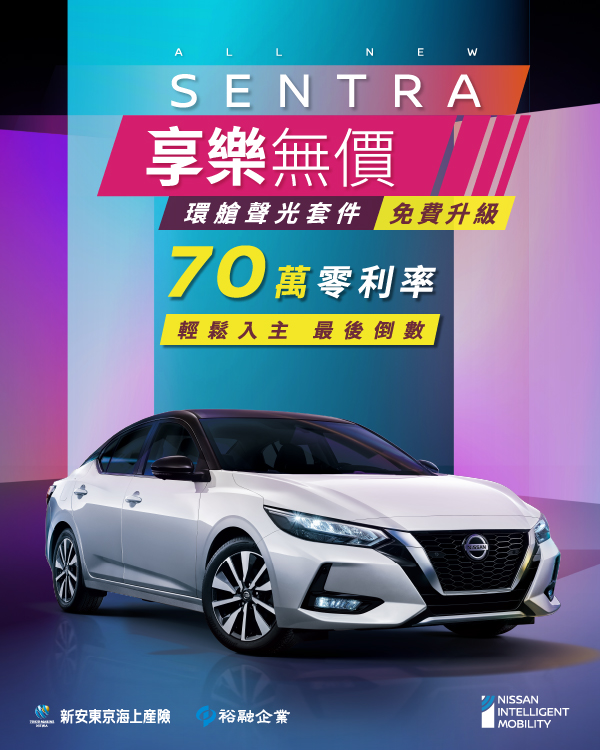 ALL NEW
SENTRA
享樂無價
環艙聲光套件 免費升級
70萬零利率
輕鬆入主 最後倒數
NISSAN
新安東京海上產險
裕融企業
NISSAN
INTELLIGENT
MOBILITY